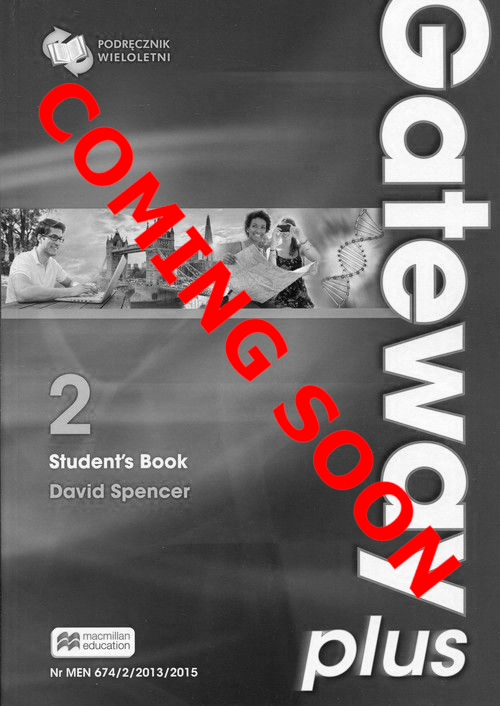 PODRĘCZNIK
WIELOLETNI
Gateway
plus
COMING SOON
2
Student's Book
David Spencer
macmillan
education
Nr MEN 674/2/2013/2015